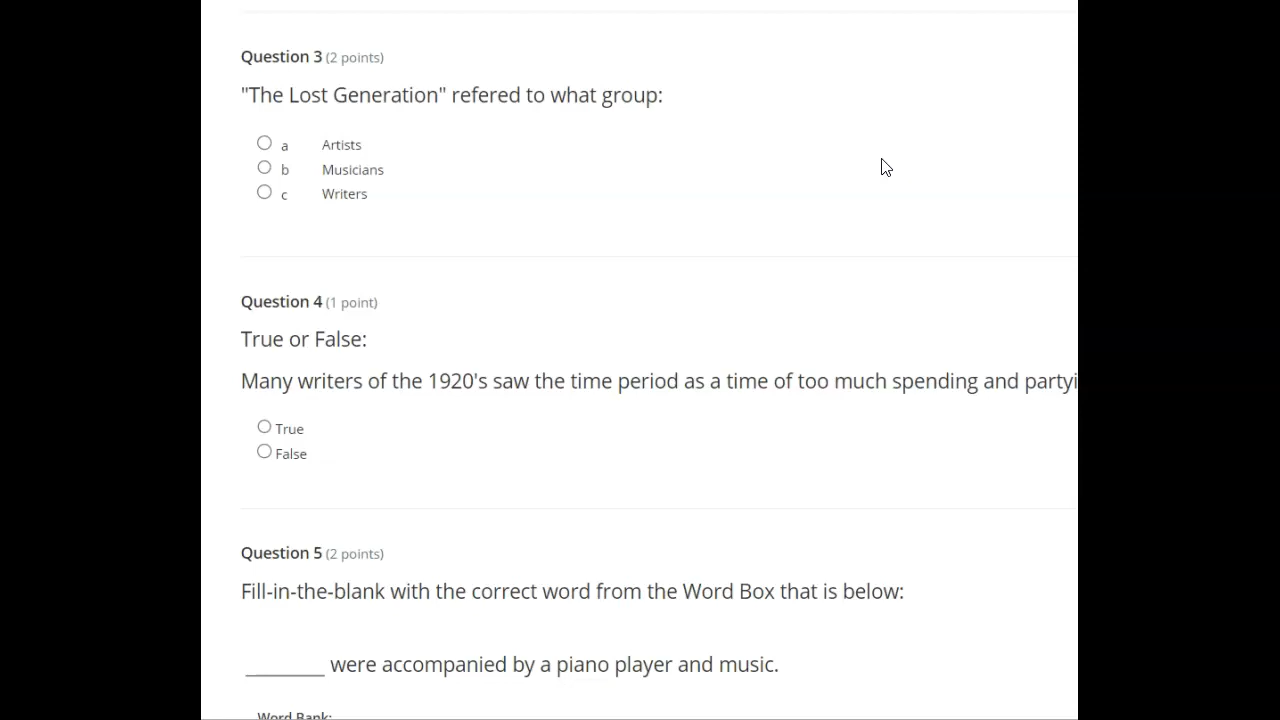 Question 3 (2 points)
"The Lost Generation" refered to what group:
a Artists
b Musicians
c Writers
Question 4 (1 point)
True or False:
Many writers of the 1920's saw the time period as a time of too much spending and partyi
True
False
Question 5 (2 points)
Fill-in-the-blank with the correct word from the Word Box that is below:
________ were accompanied by a piano player and music.
Word Bank: